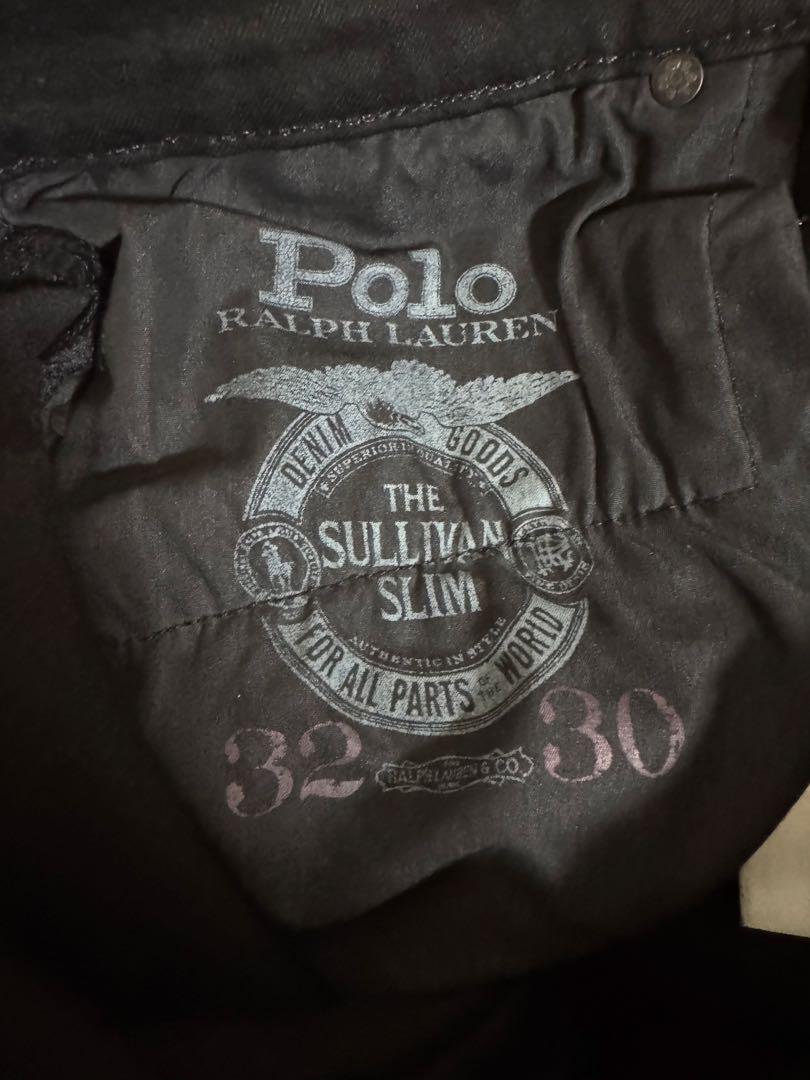 Polo
RALPH LAUREN
DENIM GOODS
SUPERIOR IN QUALITY
THE
SULLIVAN
SLIM
AUTHENTIC IN STYLE
FOR ALL PARTS OF THE WORLD
32 30
RALPH LAUREN & CO.